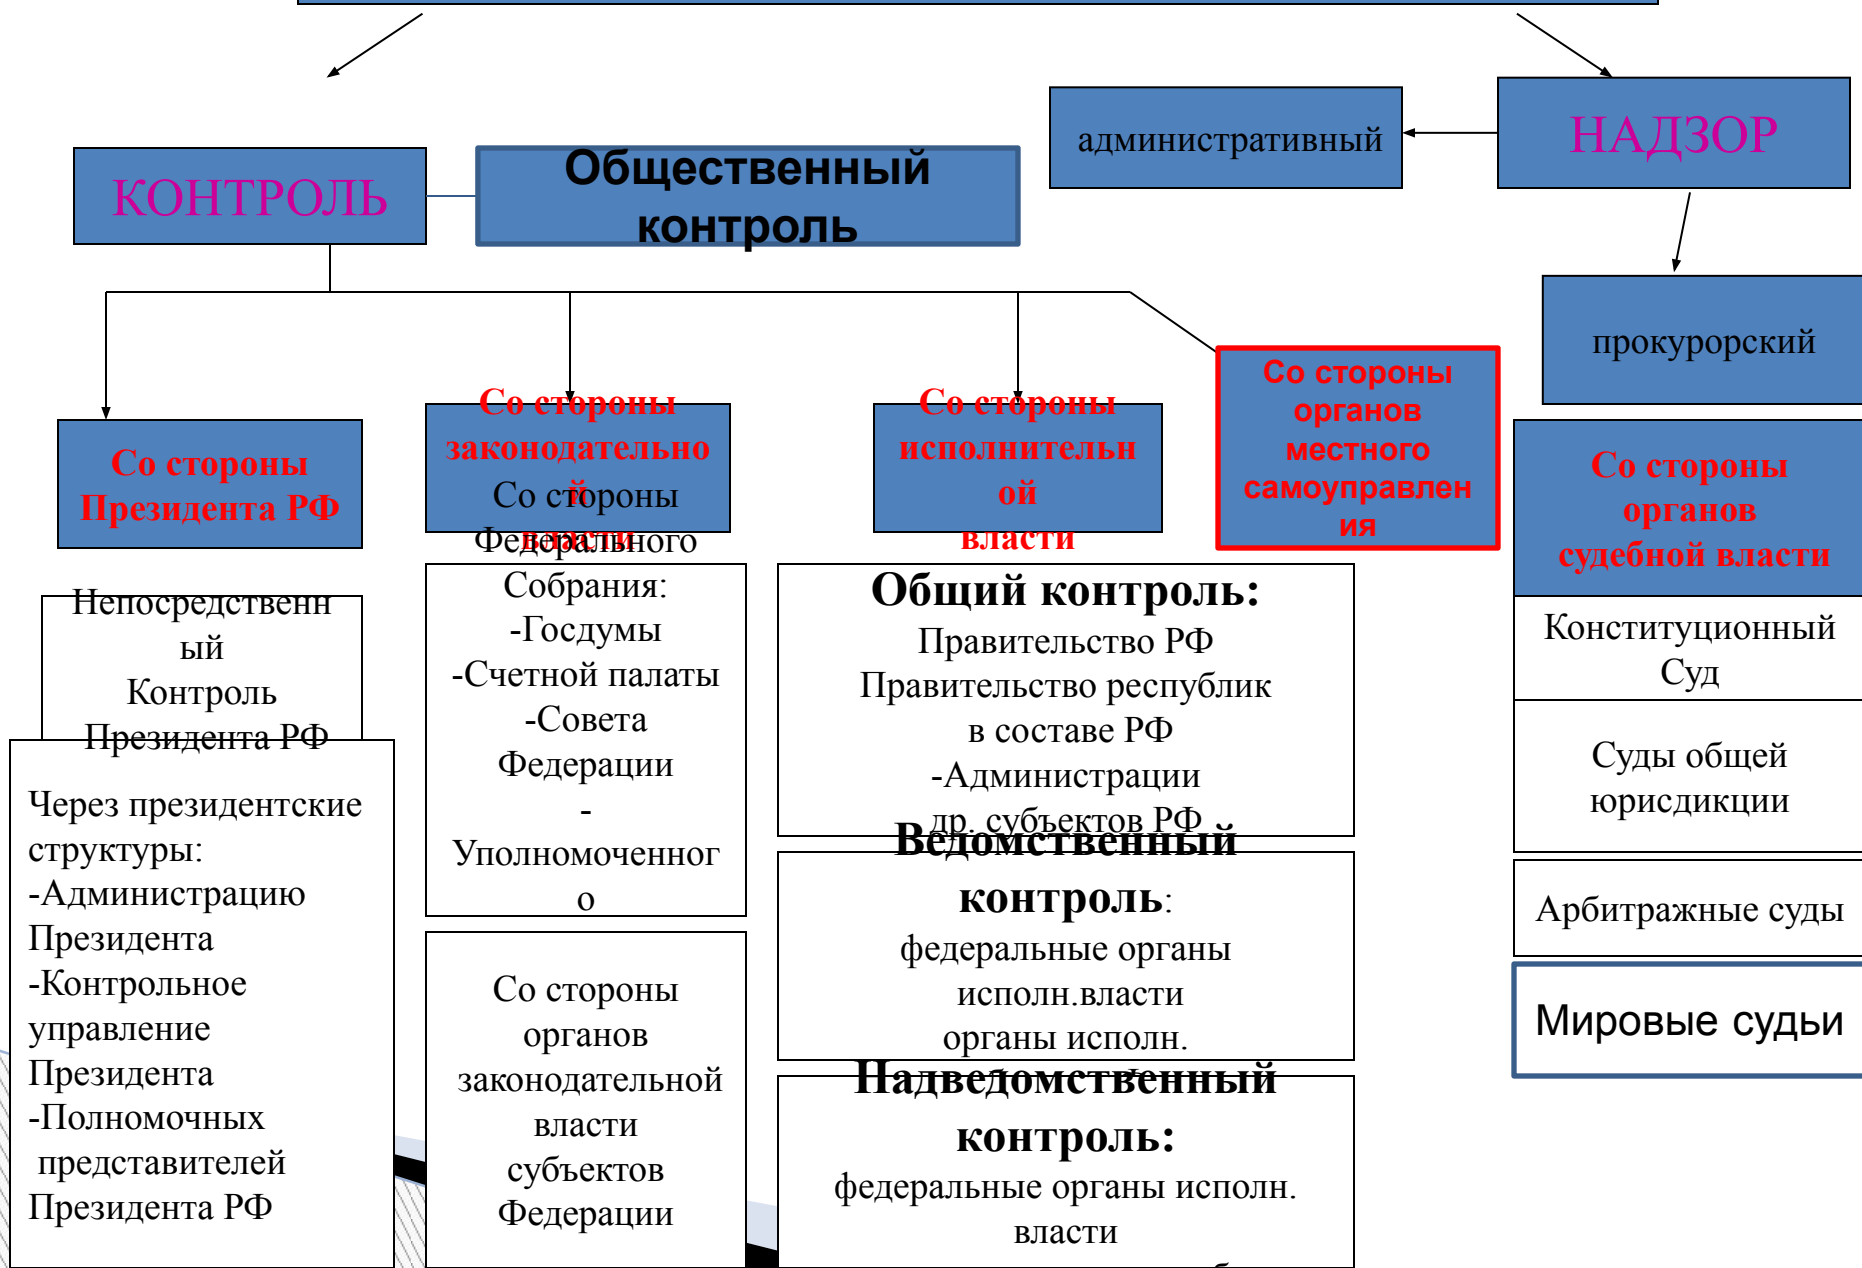 административный
НАДЗОР
КОНТРОЛЬ
Общественный
контроль
прокурорский
Со стороны
Президента РФ
Со стороны
законодательно
й
власти
Со стороны
исполнительн
ой
власти
Со стороны
органов
местного
самоуправлен
ия
Со стороны
органов
судебной власти
Непосредственн
ый
Контроль
Президента РФ
Через президентские
структуры:
-Администрацию
Президента
-Контрольное
управление
Президента
-Полномочных
представителей
Президента РФ
Со стороны
Федерального
Собрания:
-Госдумы
-Счетной палаты
-Совета
Федерации
-
Уполномоченног
о
Со стороны
органов
законодательной
власти
субъектов
Федерации
Общий контроль:
Правительство РФ
Правительство республик
в составе РФ
-Администрации
др. субъектов РФ
Ведомственный
контроль:
федеральные органы
исполн.власти
органы исполн.
Надведомственный
контроль:
федеральные органы исполн.
власти
Конституционный
Суд
Суды общей
юрисдикции
Арбитражные суды
Мировые судьи